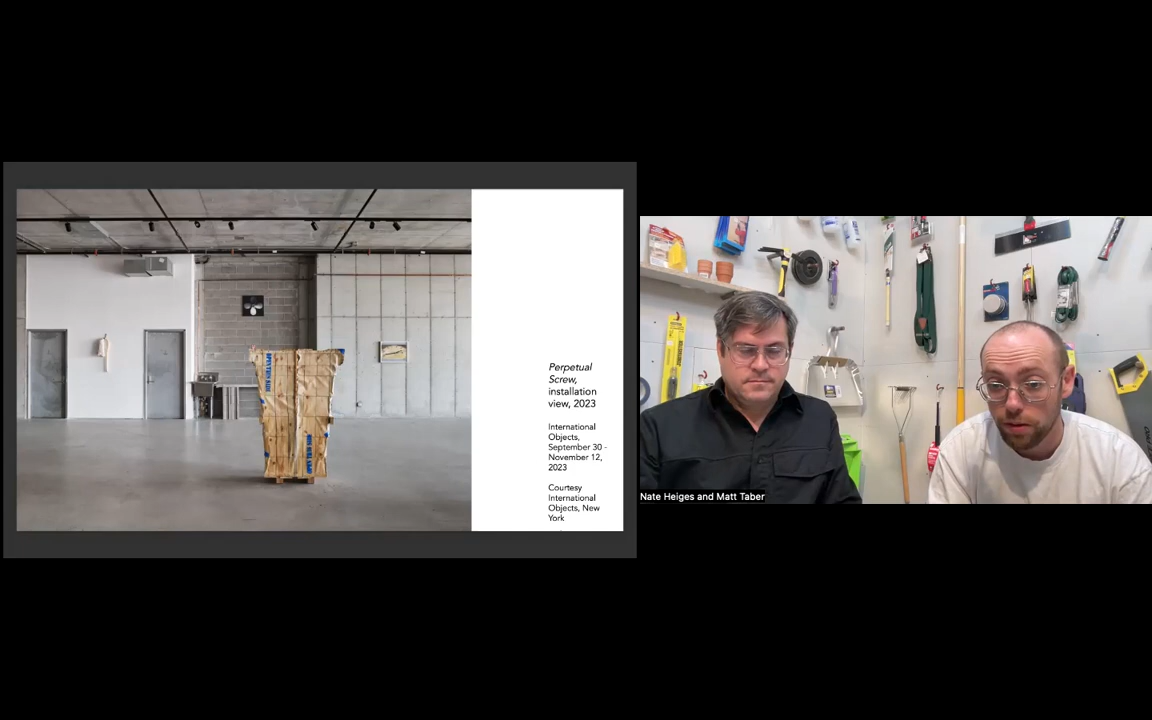 Perpetual
Screw,
installation
view, 2023
International
Objects,
September 30 -
November 12,
2023
Courtesy
International
Objects, New
York
Nate Heiges and Matt Taber